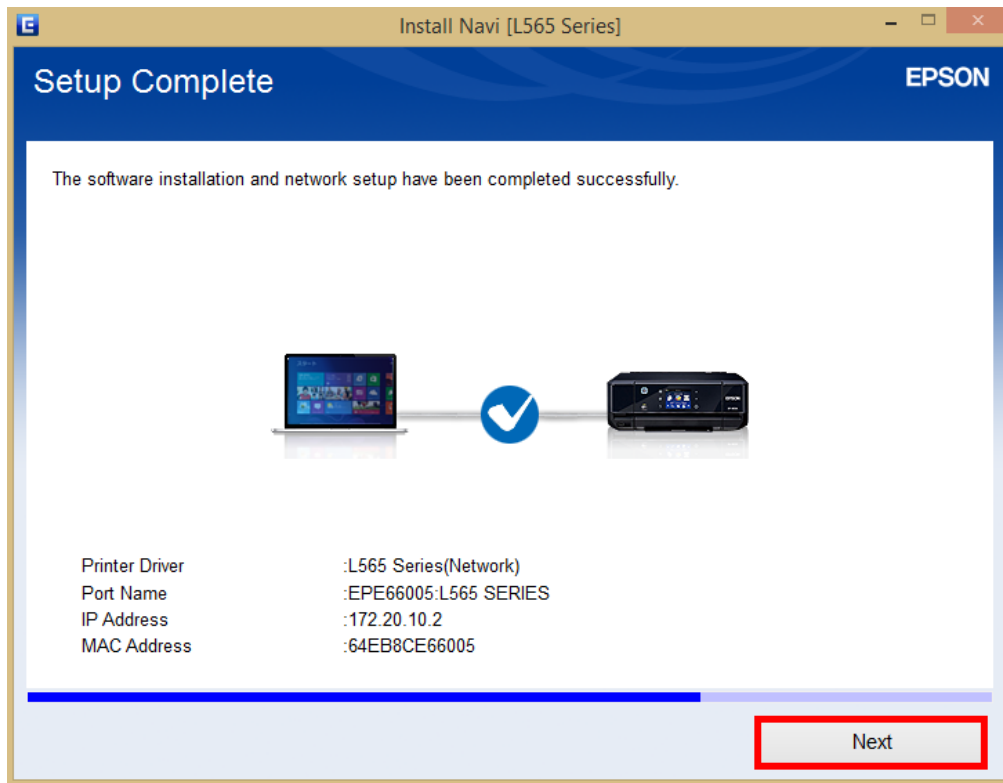 Install Navi [L565 Series]
Setup Complete
EPSON
The software installation and network setup have been completed successfully.
EPSON
Printer Driver :L565 Series(Network)
Port Name :EPE66005:L565 SERIES
IP Address :172.20.10.2
MAC Address :64EB8CE66005
Next